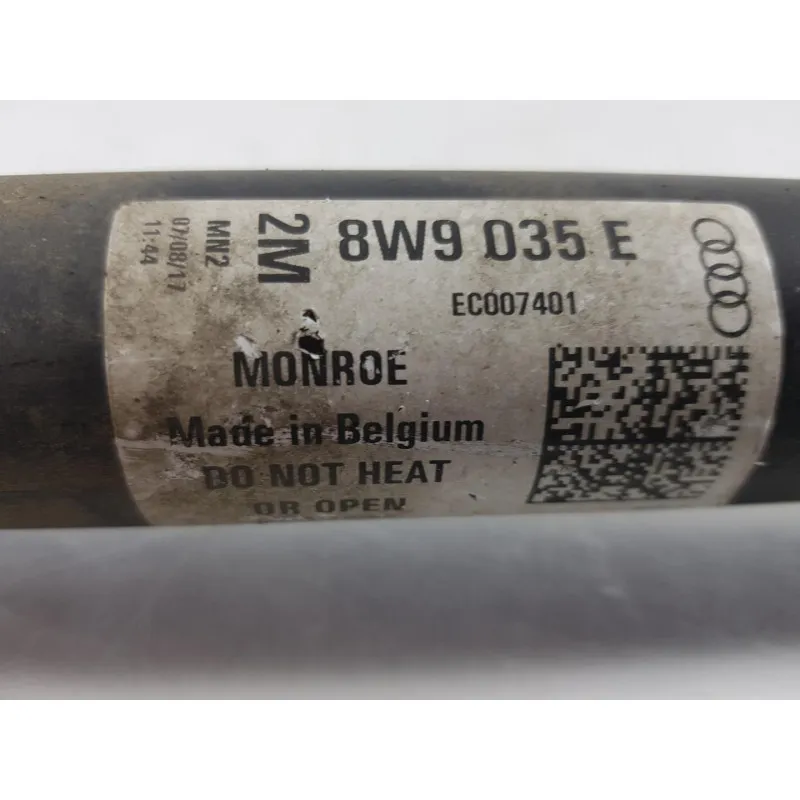 07/08/17
11:44
MN2
2M
8W9 035 E
EC007401
MONROE
Made in Belgium
DO NOT HEAT
OR OPEN